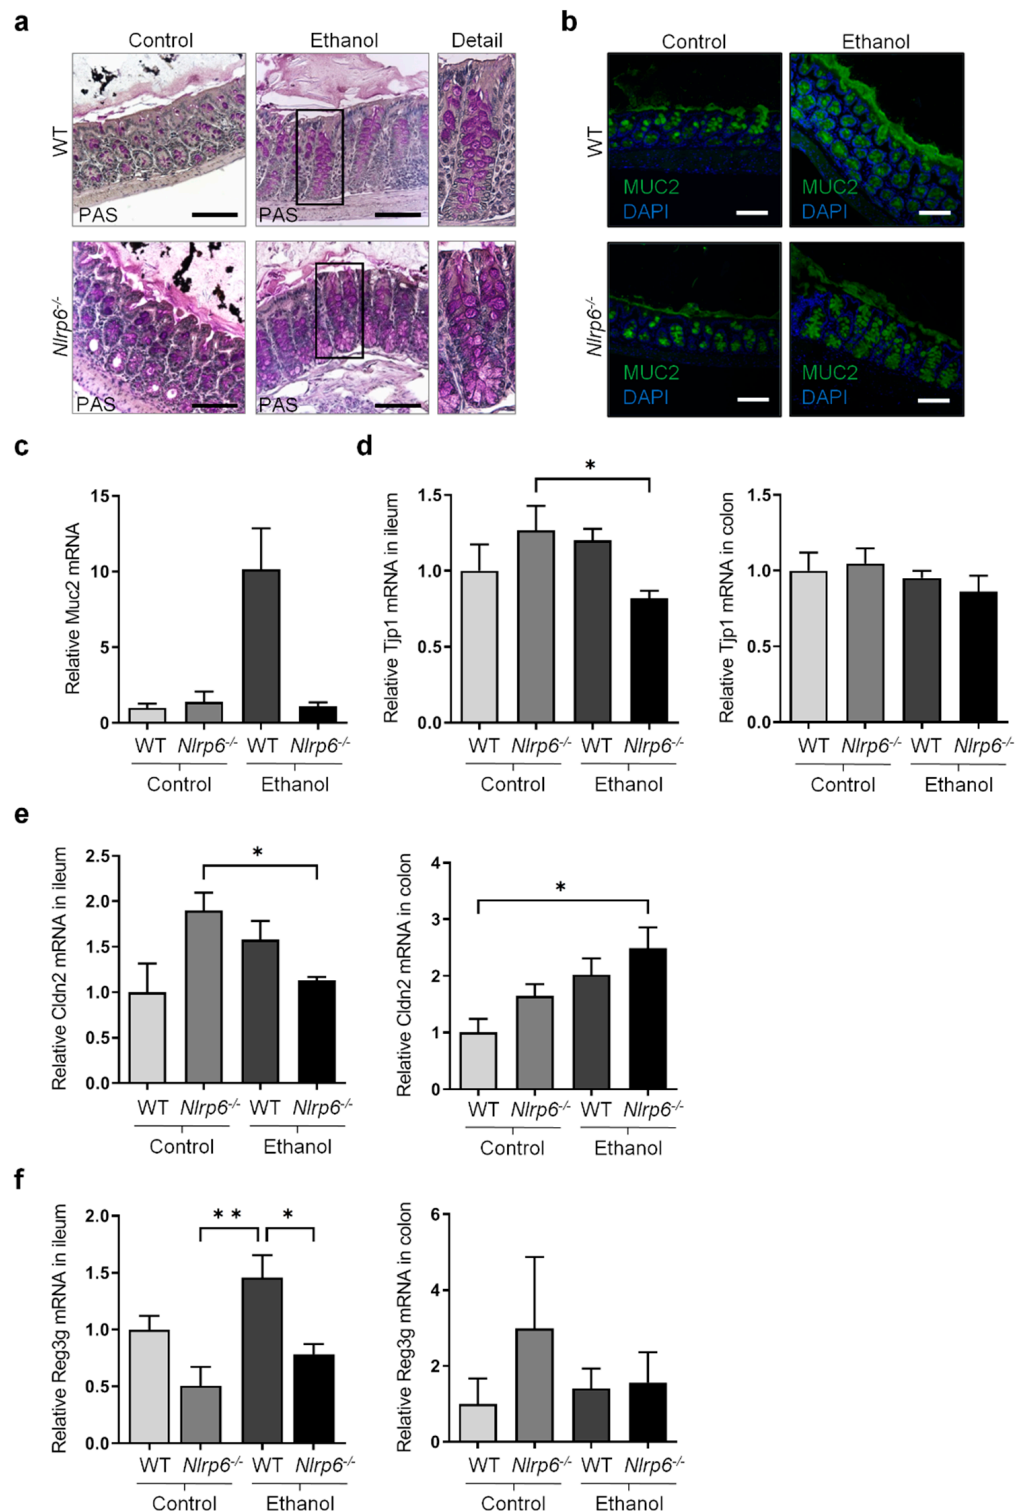 a
Control
Ethanol
Detail
WT
PAS
PAS
Nlrp6-/-
PAS
PAS
b
Control
Ethanol
WT
MUC2
DAPI
MUC2
DAPI
Nlrp6-/-
MUC2
DAPI
MUC2
DAPI
c
Relative Muc2 mRNA
15
10
5
0
WT Nlrp6-/- WT Nlrp6-/-
Control Ethanol
d
Relative Tjp1 mRNA in ileum
1.5
1.0
0.5
0.0
*
WT Nlrp6-/- WT Nlrp6-/-
Control Ethanol
Relative Tjp1 mRNA in colon
1.5
1.0
0.5
0.0
WT Nlrp6-/- WT Nlrp6-/-
Control Ethanol
e
Relative Cldn2 mRNA in ileum
2.5
2.0
1.5
1.0
0.5
0.0
*
WT Nlrp6-/- WT Nlrp6-/-
Control Ethanol
Relative Cldn2 mRNA in colon
4
3
2
1
0
*
WT Nlrp6-/- WT Nlrp6-/-
Control Ethanol
f
Relative Reg3g mRNA in ileum
2.0
1.5
1.0
0.5
0.0
* * *
WT Nlrp6-/- WT Nlrp6-/-
Control Ethanol
Relative Reg3g mRNA in colon
6
4
2
0
WT Nlrp6-/- WT Nlrp6-/-
Control Ethanol